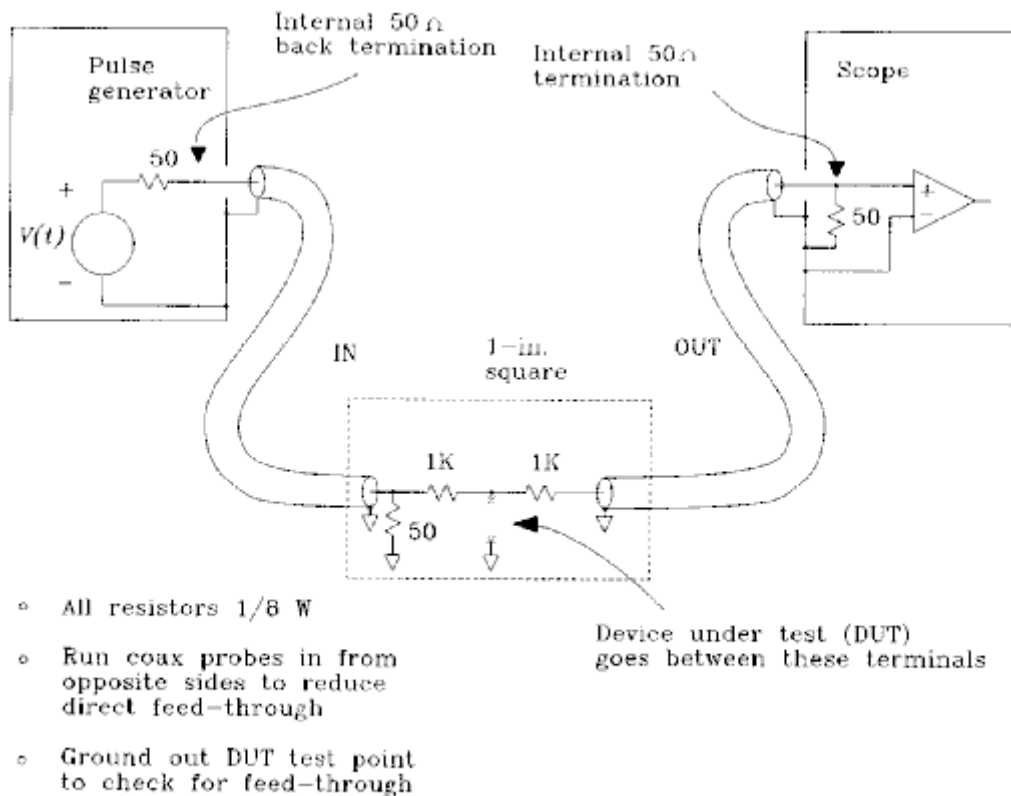 Internal 50Ω
back termination
Internal 50Ω
termination
Pulse
generator
Scope
50
+
V(t)
−
+
−
50
IN
1-in.
square
OUT
1K
1K
50
Device under test (DUT)
goes between these terminals
◦ All resistors 1/8 W
◦ Run coax probes in from
opposite sides to reduce
direct feed-through
◦ Ground out DUT test point
to check for feed-through